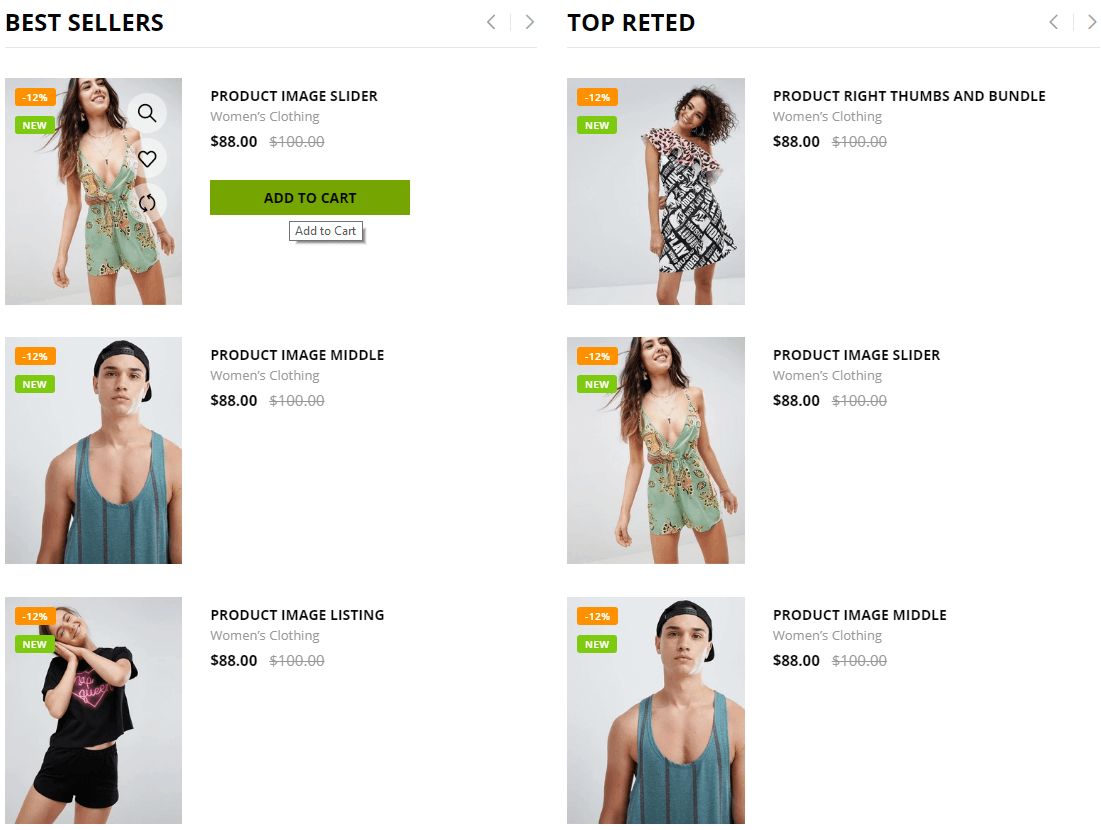 BEST SELLERS
-12%
NEW
PRODUCT IMAGE SLIDER
Women’s Clothing
$88.00 $100.00
ADD TO CART
Add to Cart
-12%
NEW
PRODUCT IMAGE MIDDLE
Women’s Clothing
$88.00 $100.00
-12%
NEW
PRODUCT IMAGE LISTING
Women’s Clothing
$88.00 $100.00
queen
TOP RETED
-12%
NEW
PRODUCT RIGHT THUMBS AND BUNDLE
Women’s Clothing
$88.00 $100.00
-12%
NEW
PRODUCT IMAGE SLIDER
Women’s Clothing
$88.00 $100.00
-12%
NEW
PRODUCT IMAGE MIDDLE
Women’s Clothing
$88.00 $100.00